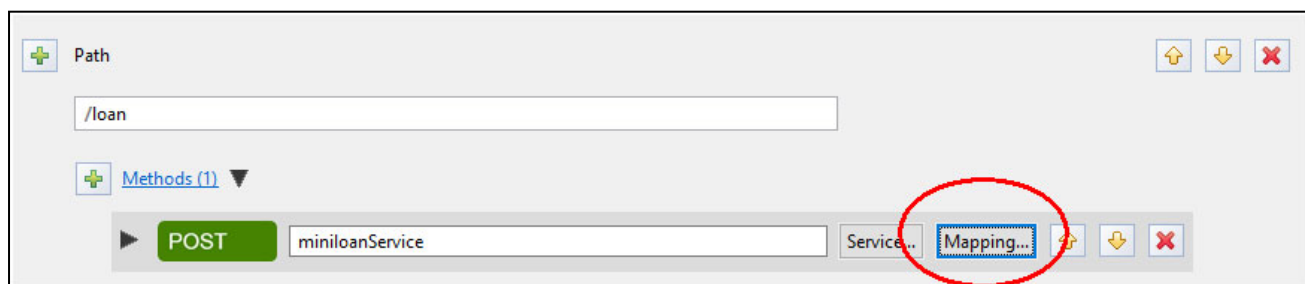 Path
/loan
Methods (1)
POST miniloanService Service... Mapping...